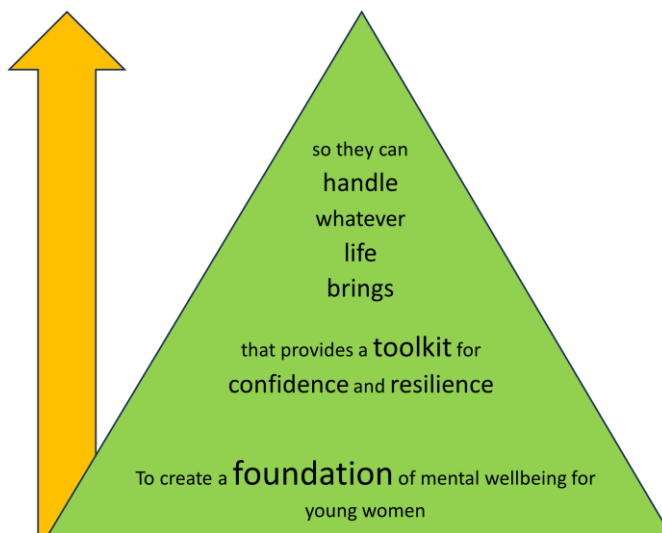 so they can
handle
whatever
life
brings
that provides a toolkit for
confidence and resilience
To create a foundation of mental wellbeing for
young women